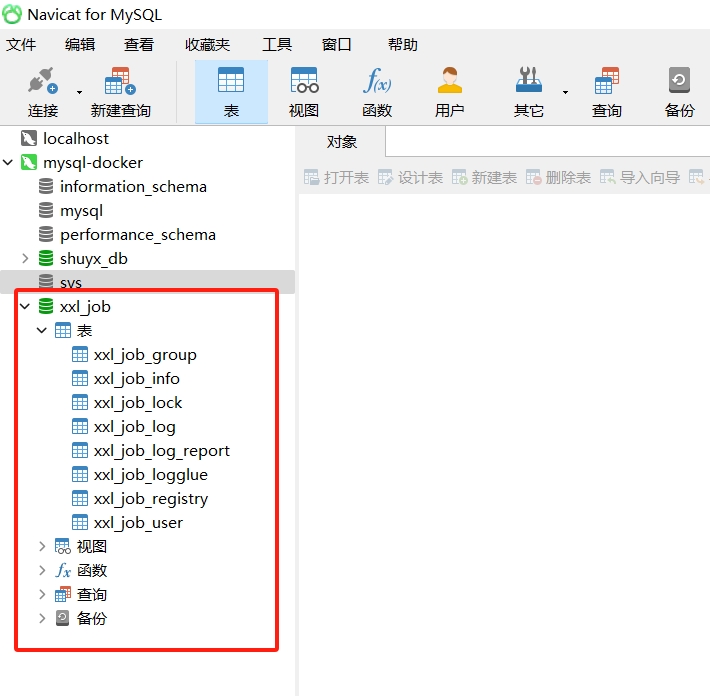 Navicat for MySQL
文件 编辑 查看 收藏夹 工具 窗口 帮助
连接 新建查询 表 视图 函数 用户 其它 查询 备份
localhost
对象
mysql-docker
打开表 设计表 新建表 删除表 导入向导
information_schema
mysql
performance_schema
shuyx_db
sys
xxl_job
表
xxl_job_group
xxl_job_info
xxl_job_lock
xxl_job_log
xxl_job_log_report
xxl_job_logglue
xxl_job_registry
xxl_job_user
视图
函数
查询
备份